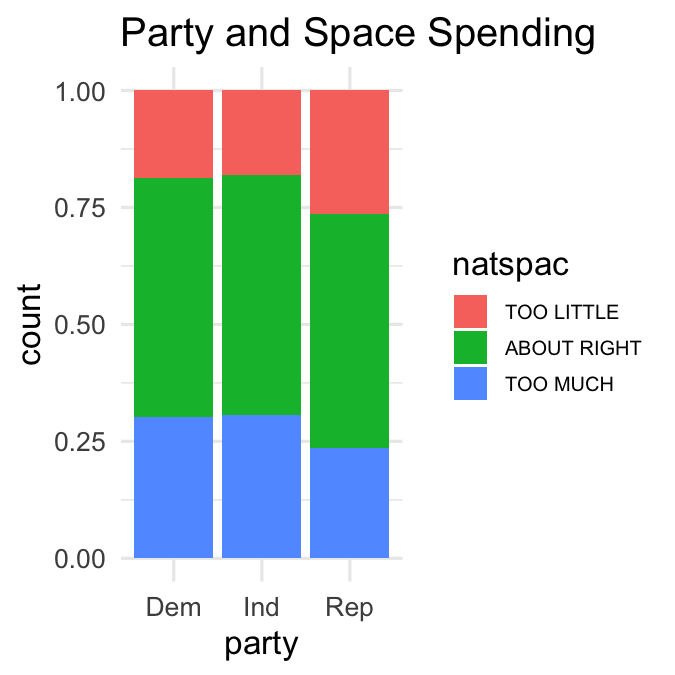 Party and Space Spending
1.00
0.75
0.50
0.25
0.00
count
Dem Ind Rep
party
natspac
TOO LITTLE
ABOUT RIGHT
TOO MUCH